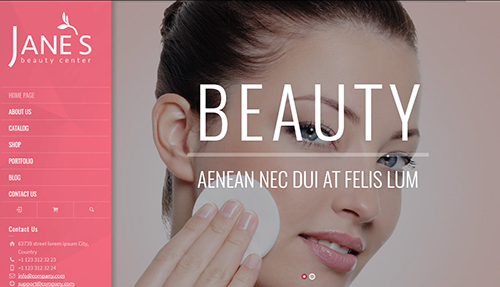 JANE'S
beauty center
HOME PAGE
ABOUT US
CATALOG
SHOP
PORTFOLIO
BLOG
CONTACT US
Contact Us
62739 street lorem ipsum City,
Country
+1 123 312 32 23
+1 123 312 32 24
info@company.com
support@company.com
BEAUTY
AENEAN NEC DUI AT FELIS LUM